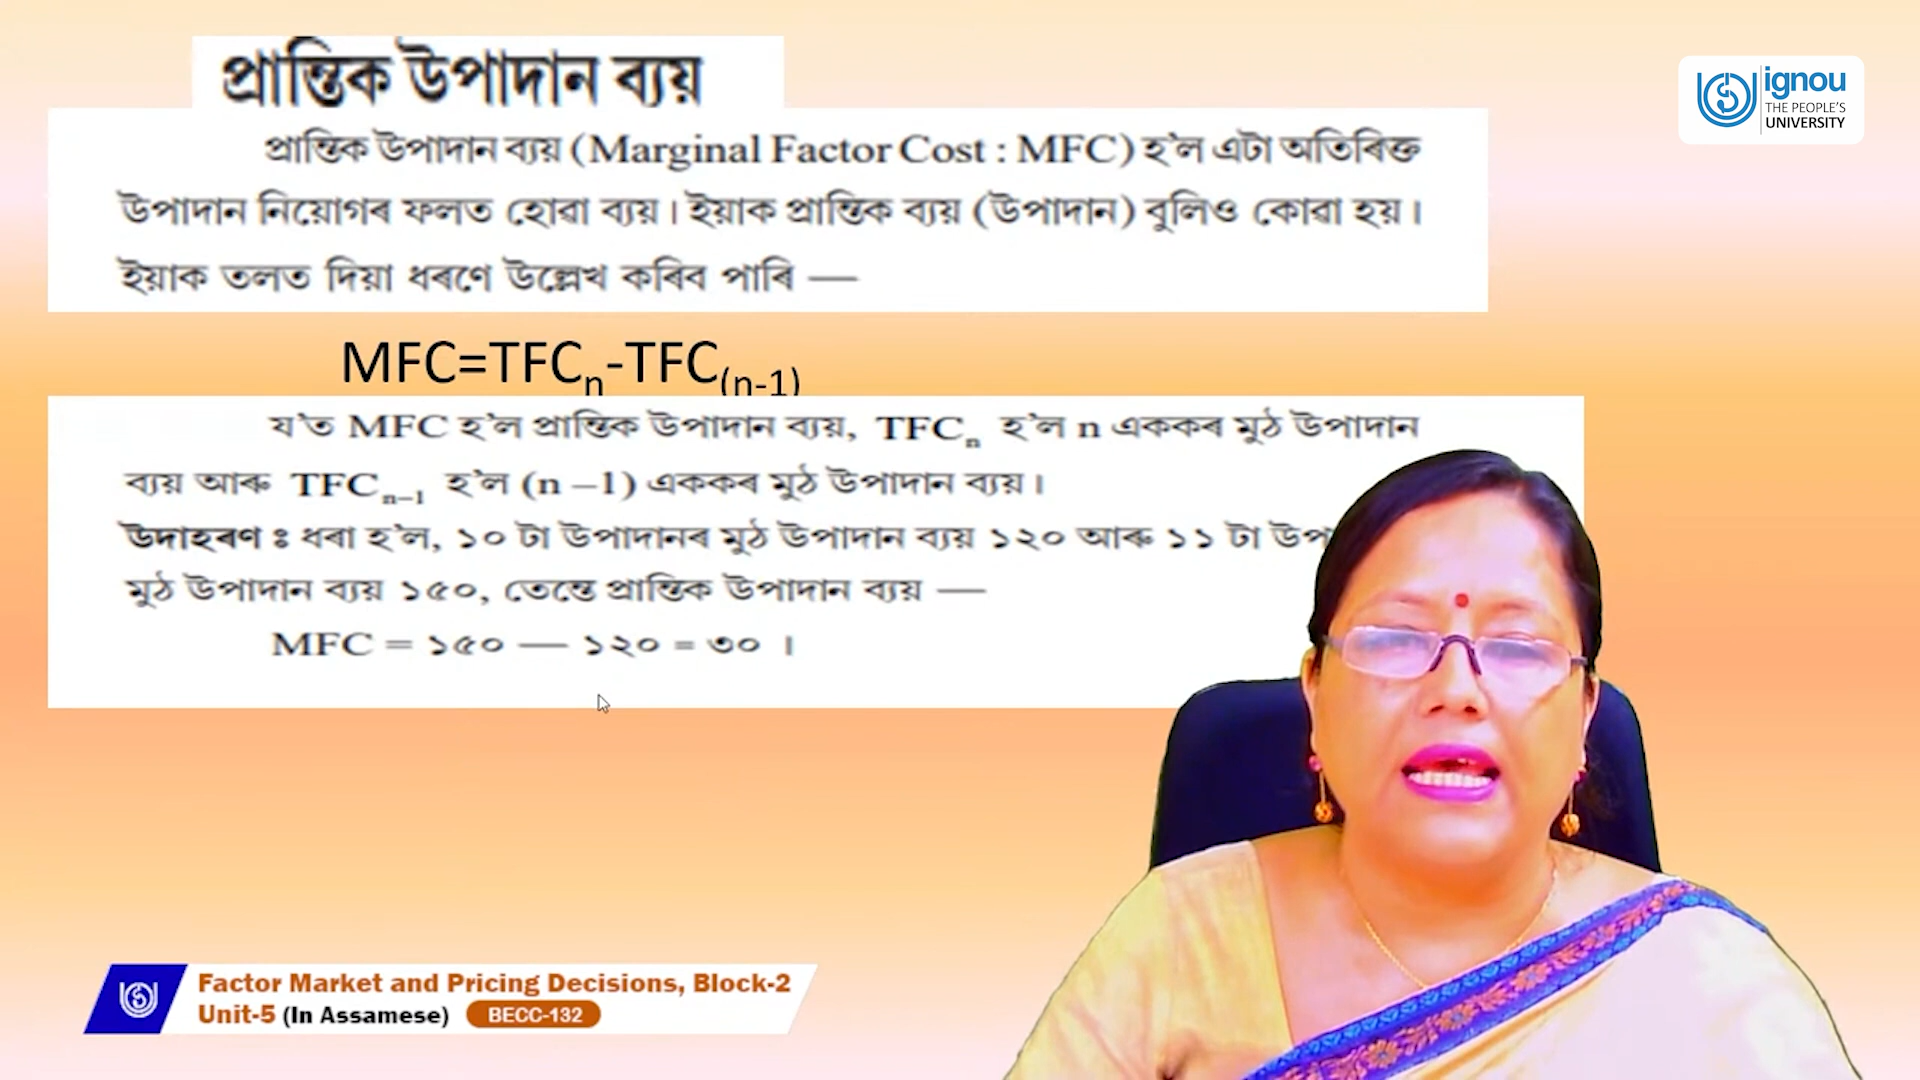 প্ৰান্তিক উপাদান ব্যয়
প্ৰান্তিক উপাদান ব্যয় (Marginal Factor Cost : MFC) হ'ল এটা অতিৰিক্ত
উপাদান নিয়োগৰ ফলত হোৱা ব্যয়। ইয়াক প্ৰান্তিক ব্যয় (উপাদান) বুলিও কোৱা হয়।
ইয়াক তলত দিয়া ধৰণে উল্লেখ কৰিব পাৰি —
MFC=TFCn-TFC(n-1)
য'ত MFC হ'ল প্ৰান্তিক উপাদান ব্যয়, TFCn হ'ল n এককৰ মুঠ উপাদান
ব্যয় আৰু TFCn–1 হ'ল (n –1) এককৰ মুঠ উপাদান ব্যয়।
উদাহৰণ ঃ ধৰা হ'ল, ১০ টা উপাদানৰ মুঠ উপাদান ব্যয় ১২০ আৰু ১১ টা
মুঠ উপাদান ব্যয় ১৫০, তেন্তে প্ৰান্তিক উপাদান ব্যয় —
MFC = ১৫০ — ১২০ = ৩০ ।
ignou
THE PEOPLE'S
UNIVERSITY
Factor Market and Pricing Decisions, Block-2
Unit-5 (In Assamese) BECC-132